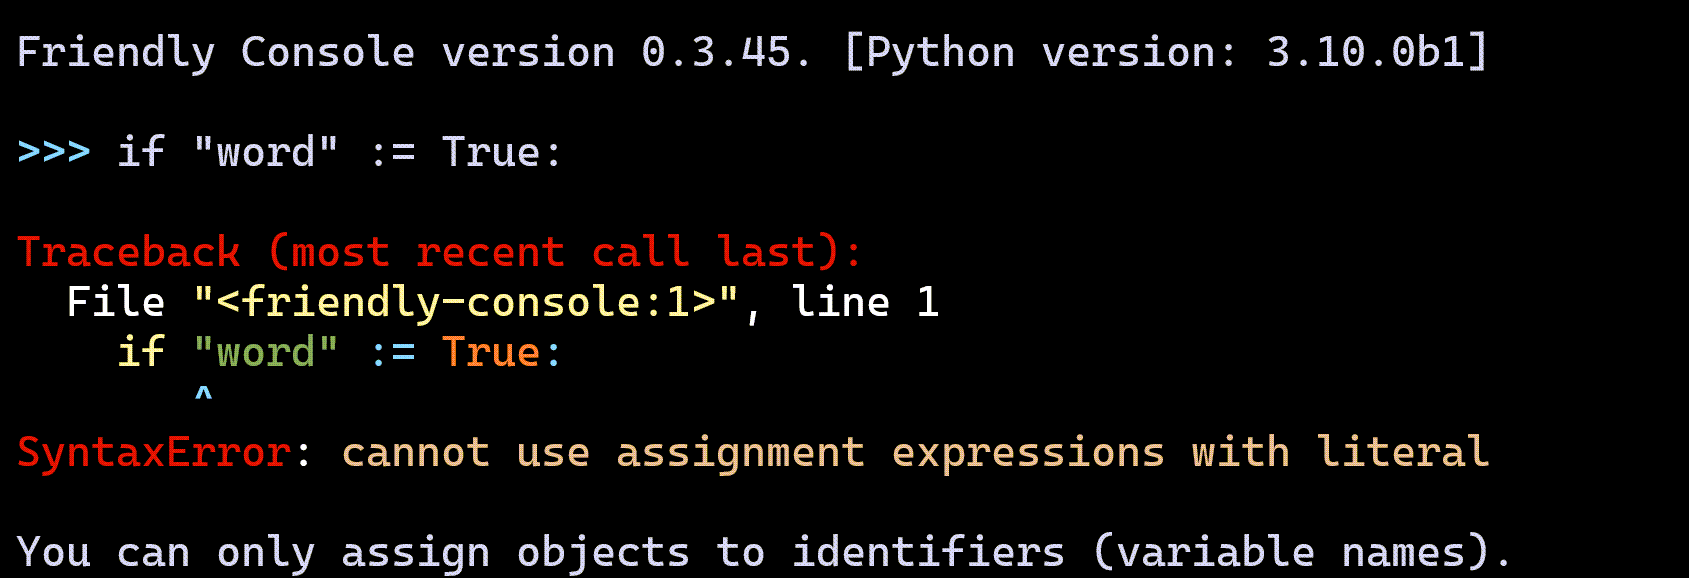 Friendly Console version 0.3.45. [Python version: 3.10.0b1]
>>> if "word" := True:
Traceback (most recent call last):
File "<friendly-console:1>", line 1
if "word" := True:
^
SyntaxError: cannot use assignment expressions with literal
You can only assign objects to identifiers (variable names).